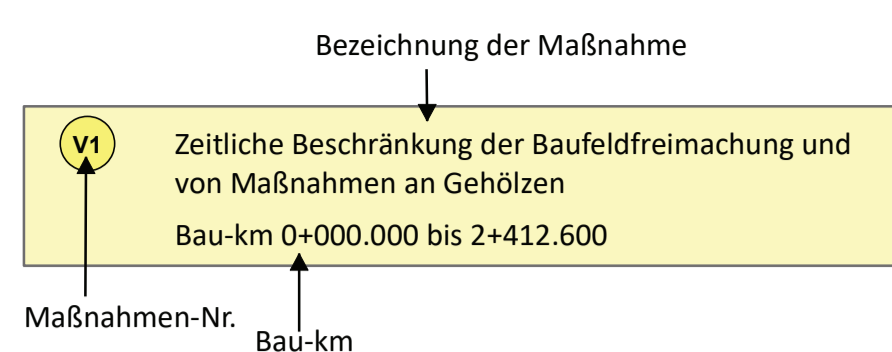 Bezeichnung der Maßnahme
V1
Zeitliche Beschränkung der Baufeldfreimachung und
von Maßnahmen an Gehölzen
Bau-km 0+000.000 bis 2+412.600
Maßnahmen-Nr.
Bau-km